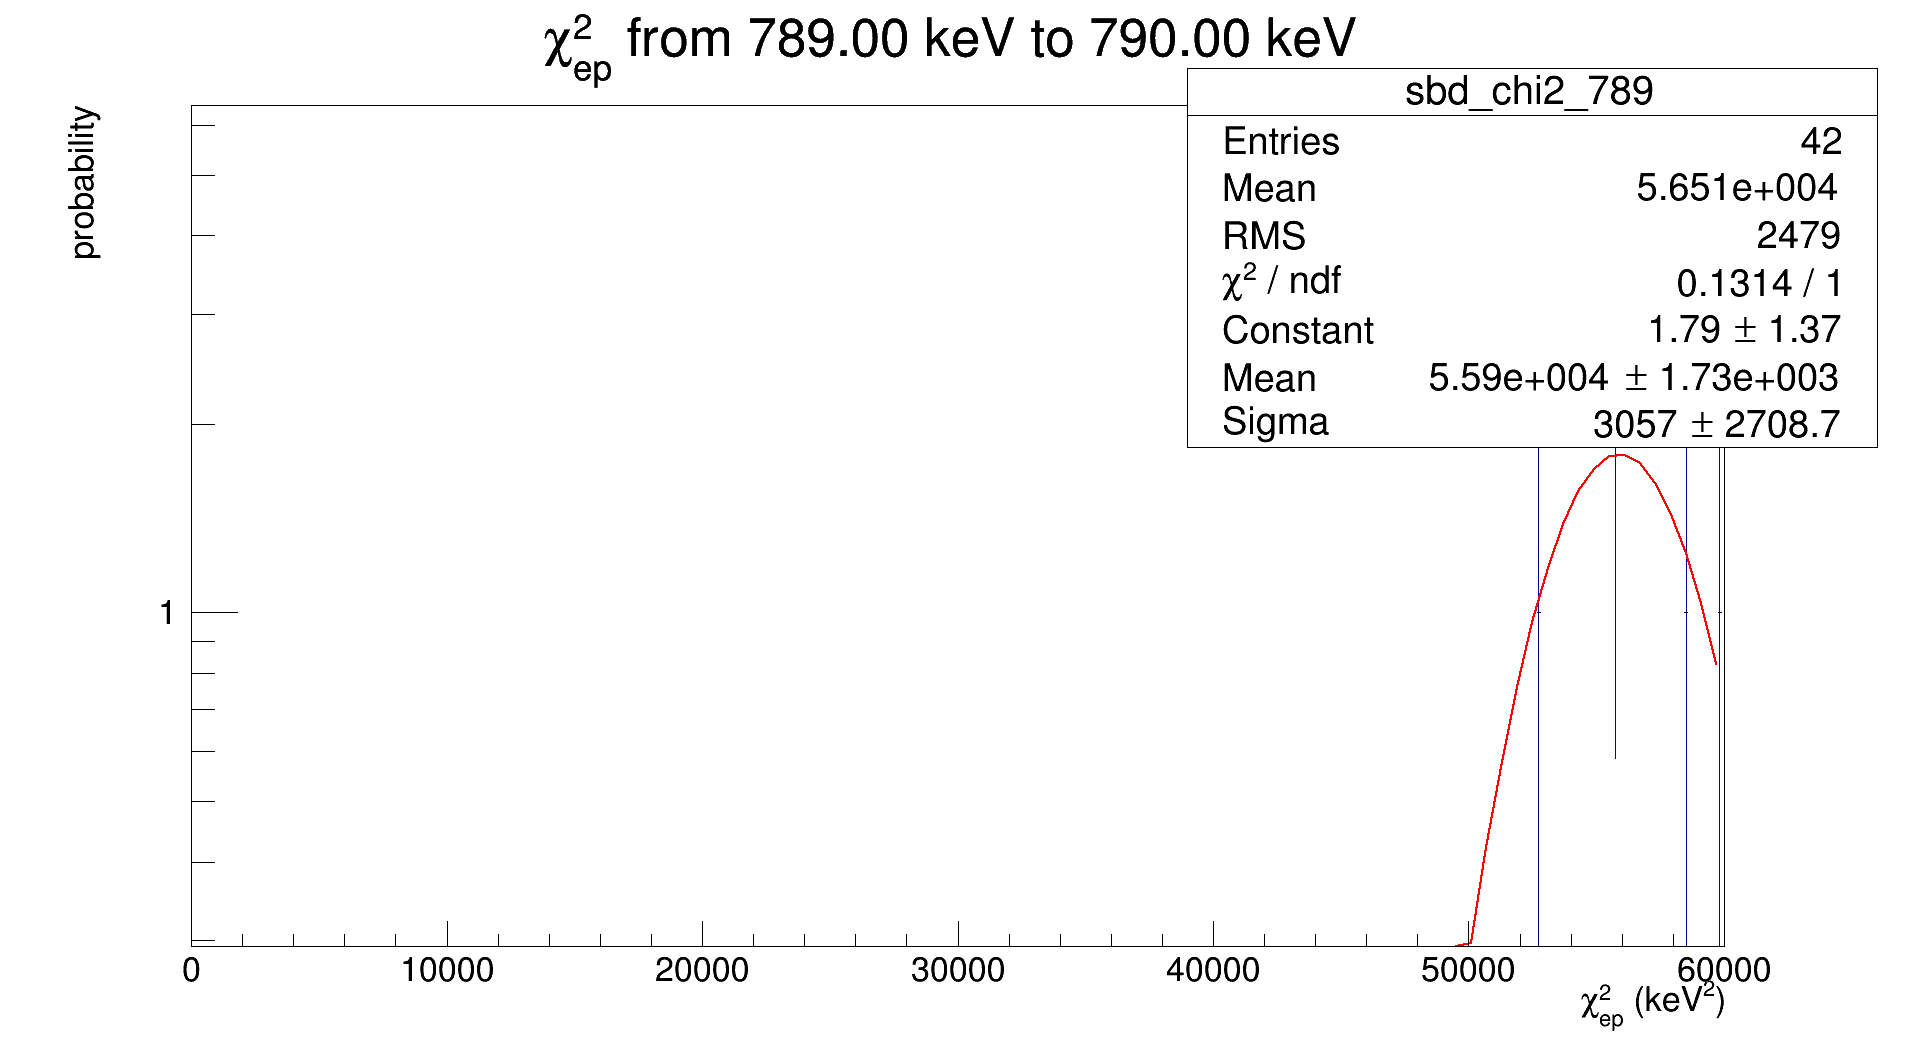 χ²ep from 789.00 keV to 790.00 keV
probability
sbd_chi2_789
Entries 42
Mean 5.651e+004
RMS 2479
χ² / ndf 0.1314 / 1
Constant 1.79 ± 1.37
Mean 5.59e+004 ± 1.73e+003
Sigma 3057 ± 2708.7
1
0 10000 20000 30000 40000 50000 60000
χ²ep (keV²)